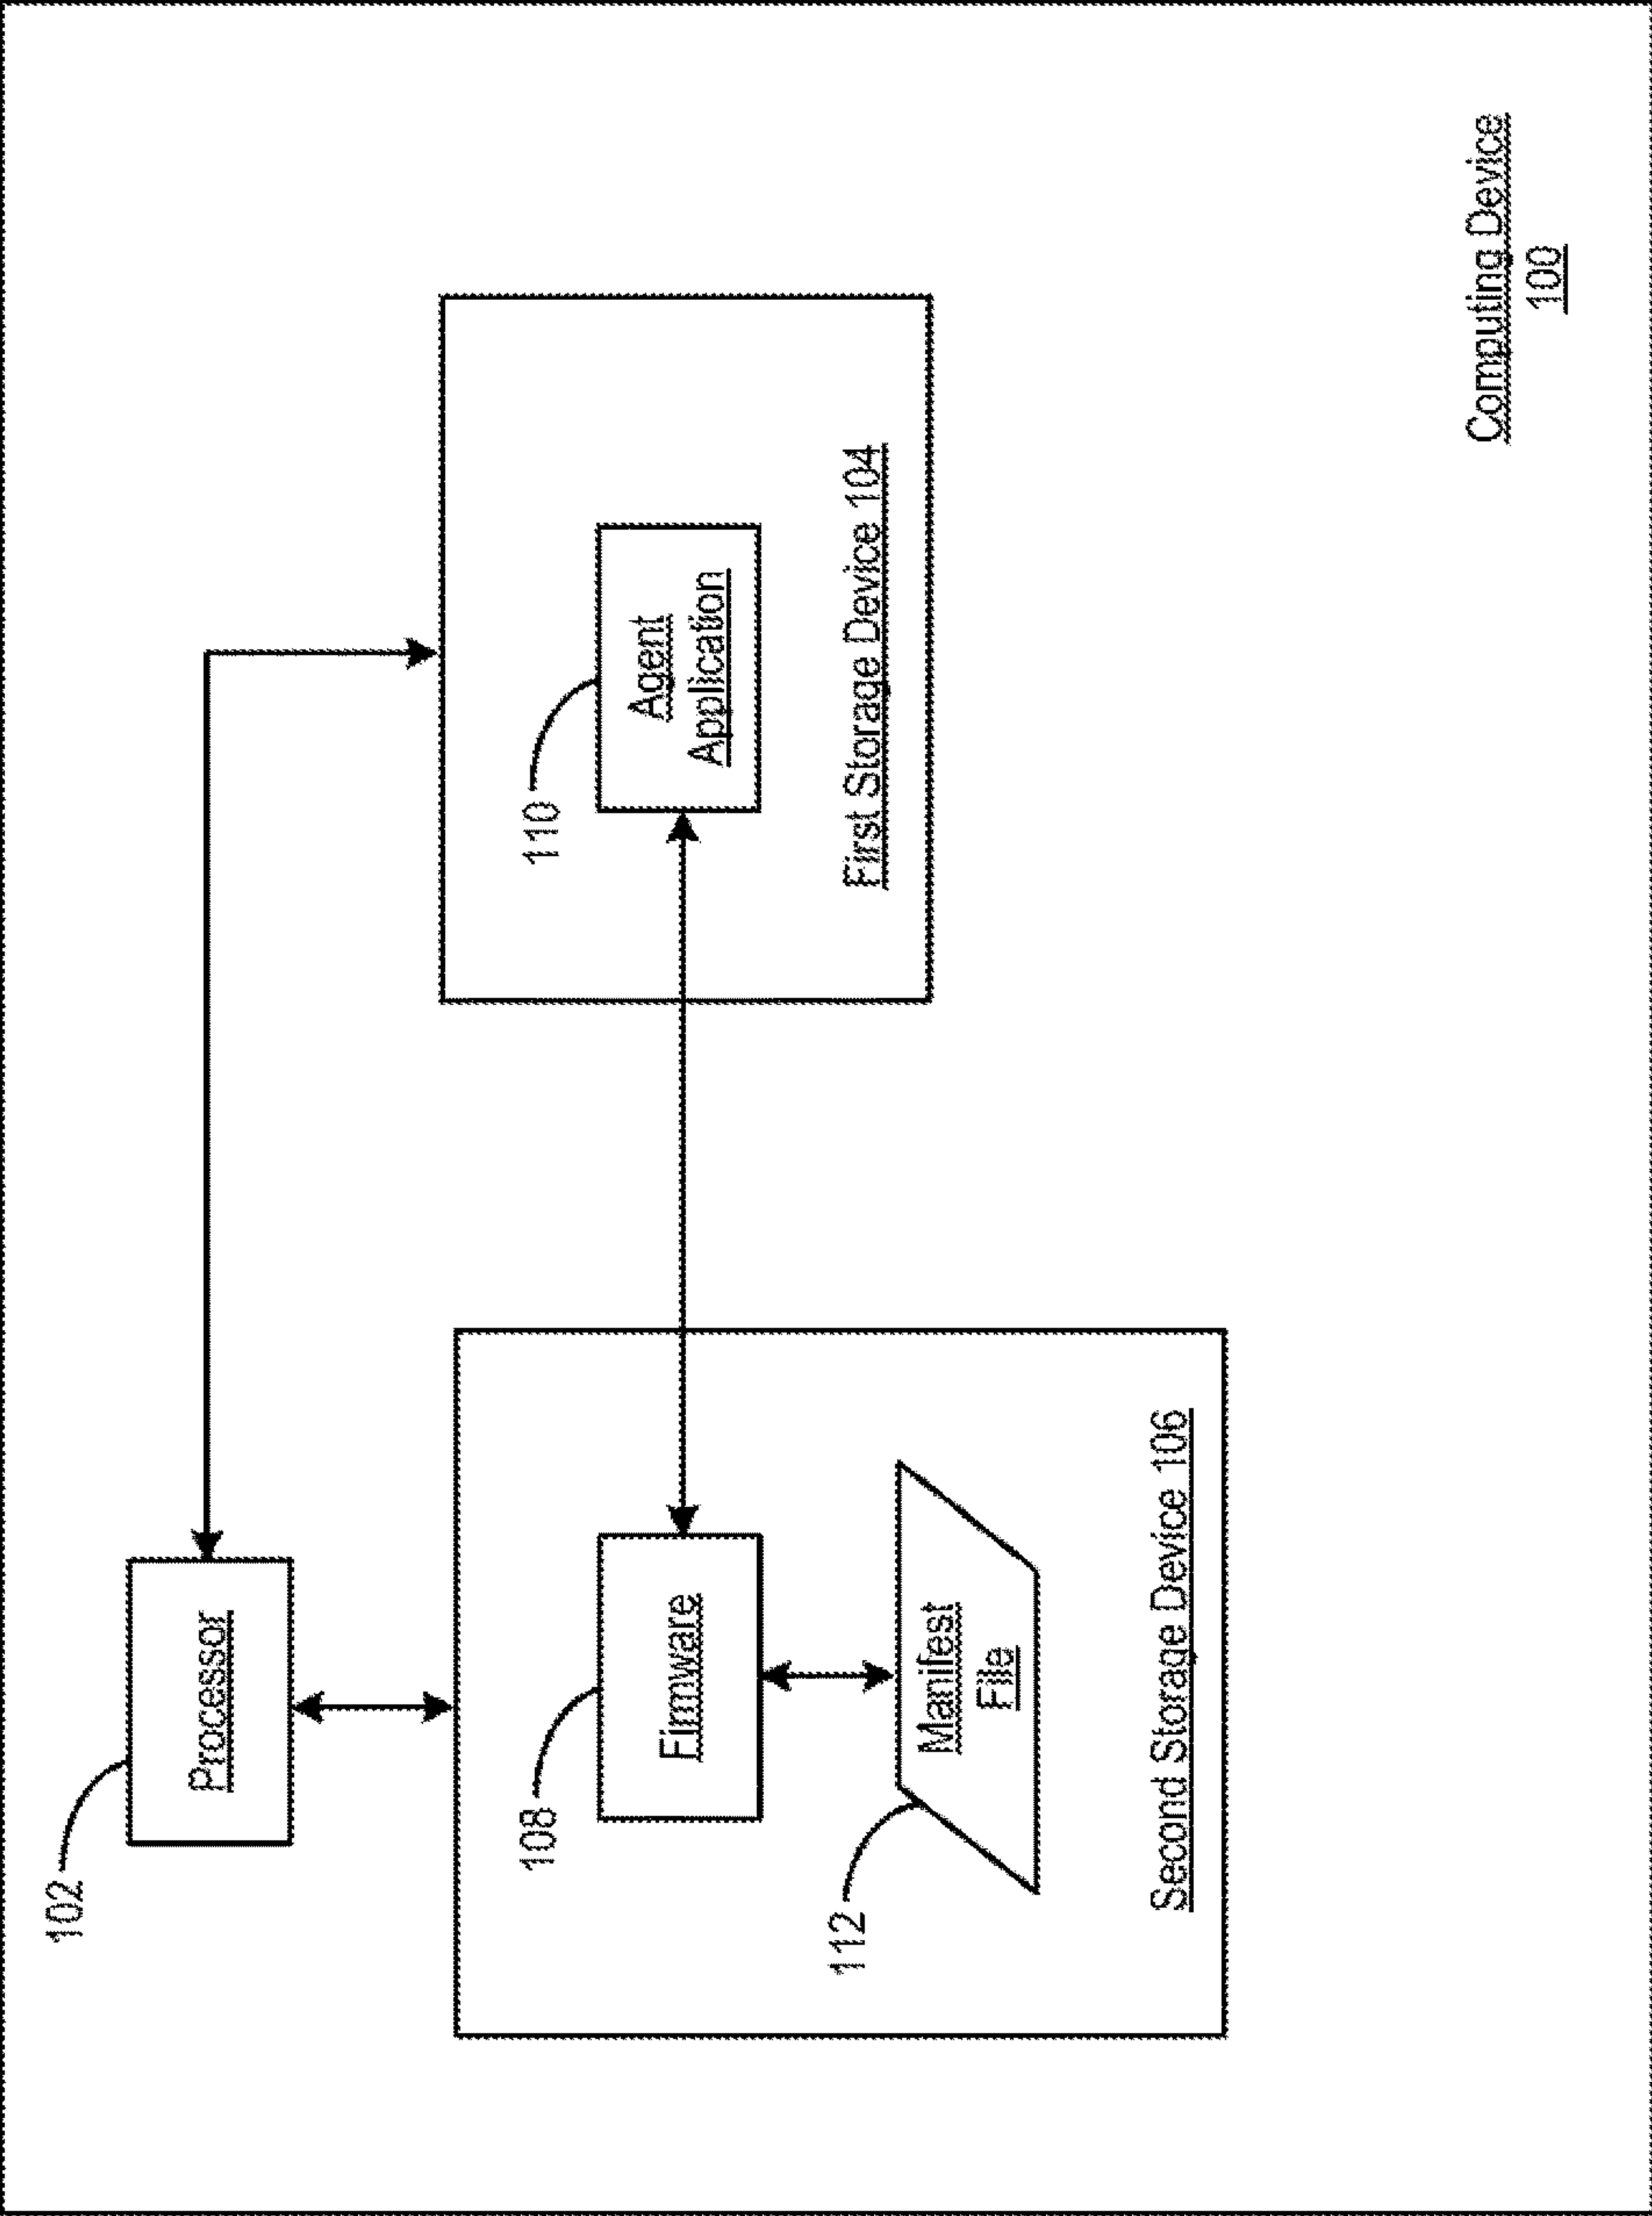 102
Processor
108
Firmware
112
Manifest
File
Second Storage Device 106
110
Agent
Application
First Storage Device 104
Computing Device
100